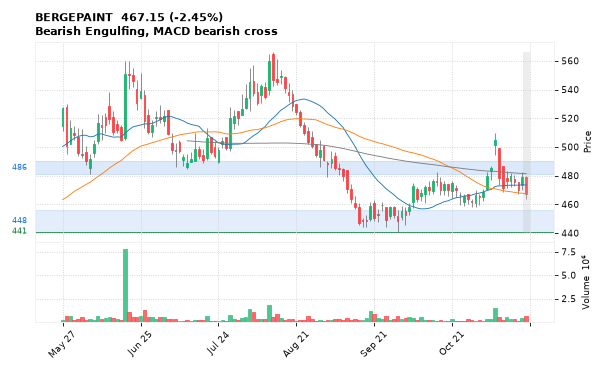 BERGEPAINT 467.15 (-2.45%)
Bearish Engulfing, MACD bearish cross
560
540
520
500
480
460
440
Price
486
448
441
7.5
5.0
2.5
Volume 10⁶
May 27
Jun 25
Jul 24
Aug 21
Sep 21
Oct 21